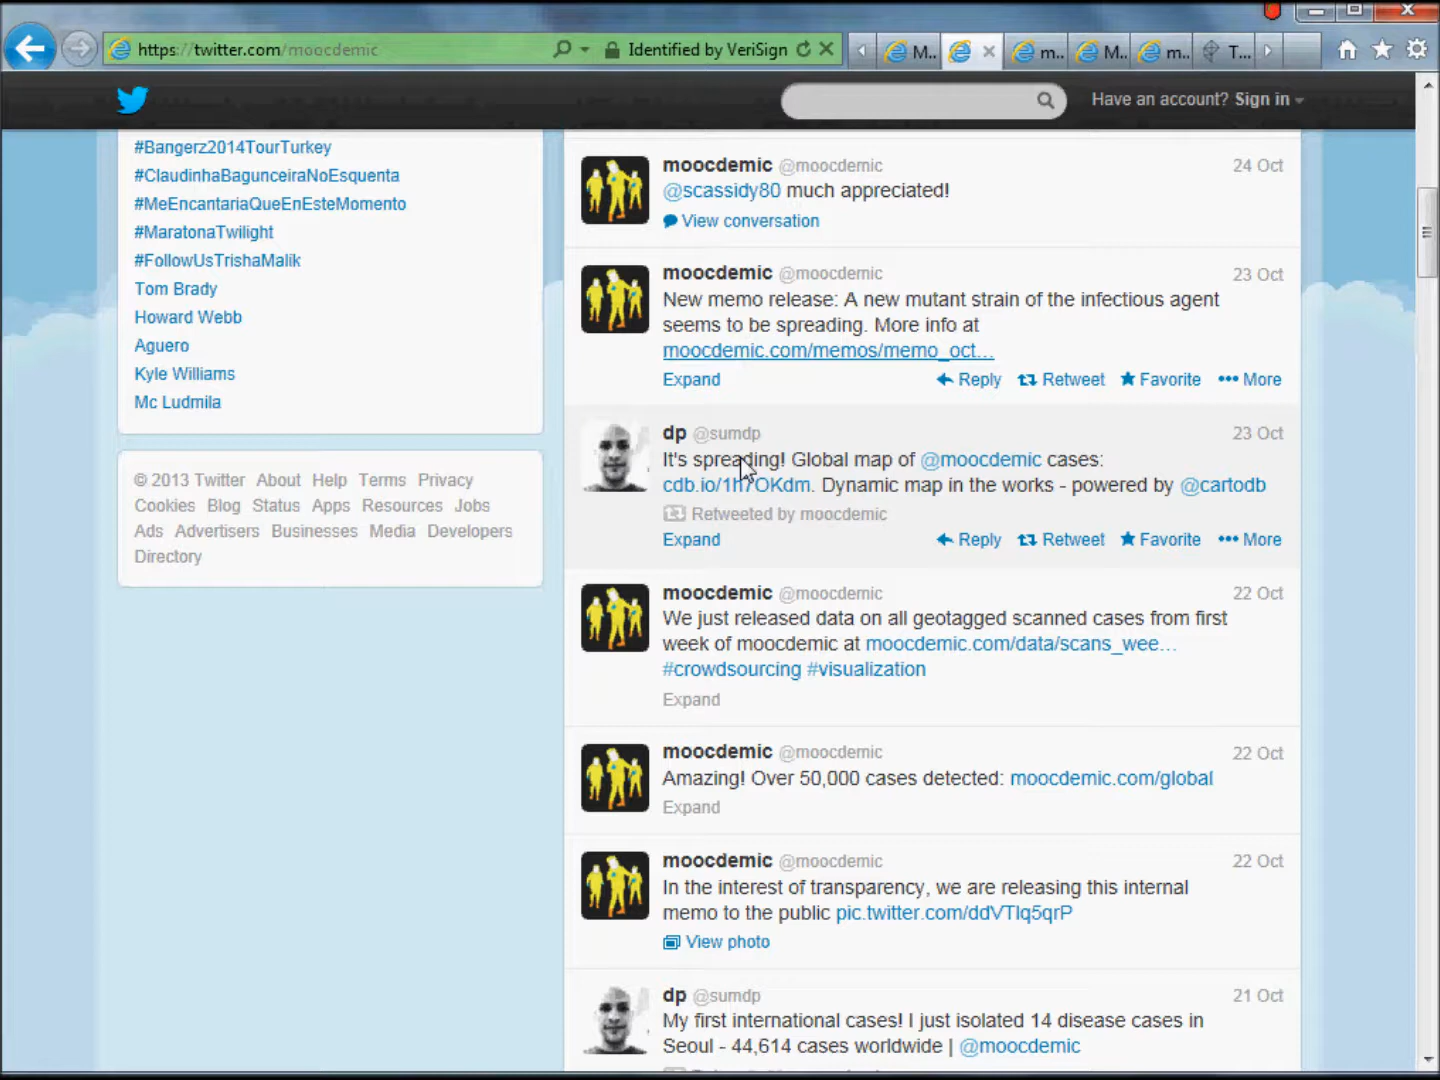 https://twitter.com/moocdemic
Identified by VeriSign
M..
m..
M..
m..
T...
Have an account? Sign in
#Bangerz2014TourTurkey
#ClaudinhaBagunceiraNoEsquenta
#MeEncantariaQueEnEsteMomento
#MaratonaTwilight
#FollowUsTrishaMalik
Tom Brady
Howard Webb
Aguero
Kyle Williams
Mc Ludmila
© 2013 Twitter About Help Terms Privacy
Cookies Blog Status Apps Resources Jobs
Ads Advertisers Businesses Media Developers
Directory
moocdemic @moocdemic 24 Oct
@scassidy80 much appreciated!
View conversation
moocdemic @moocdemic 23 Oct
New memo release: A new mutant strain of the infectious agent
seems to be spreading. More info at
moocdemic.com/memos/memo_oct…
Expand Reply Retweet Favorite More
dp @sumdp 23 Oct
It's spreading! Global map of @moocdemic cases:
cdb.io/1h7OKdm. Dynamic map in the works - powered by @cartodb
Retweeted by moocdemic
Expand Reply Retweet Favorite More
moocdemic @moocdemic 22 Oct
We just released data on all geotagged scanned cases from first
week of moocdemic at moocdemic.com/data/scans_wee…
#crowdsourcing #visualization
Expand
moocdemic @moocdemic 22 Oct
Amazing! Over 50,000 cases detected: moocdemic.com/global
Expand
moocdemic @moocdemic 22 Oct
In the interest of transparency, we are releasing this internal
memo to the public pic.twitter.com/ddVTlq5qrP
View photo
dp @sumdp 21 Oct
My first international cases! I just isolated 14 disease cases in
Seoul - 44,614 cases worldwide | @moocdemic